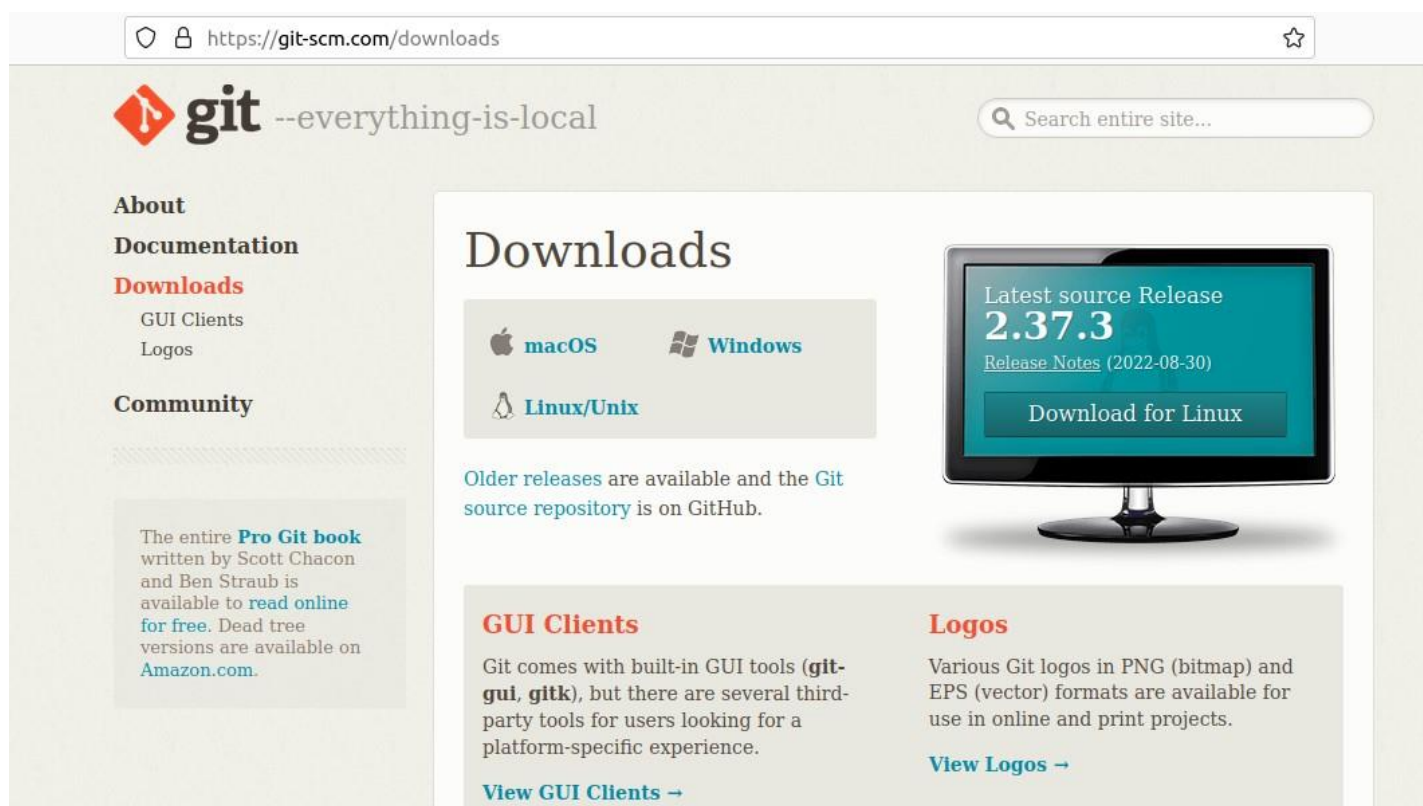 https://git-scm.com/downloads
git --everything-is-local
Search entire site...
About
Documentation
Downloads
GUI Clients
Logos
Community
The entire Pro Git book
written by Scott Chacon
and Ben Straub is
available to read online
for free. Dead tree
versions are available on
Amazon.com.
Downloads
macOS
Windows
Linux/Unix
Older releases are available and the Git
source repository is on GitHub.
Latest source Release
2.37.3
Release Notes (2022-08-30)
Download for Linux
GUI Clients
Git comes with built-in GUI tools (git-
gui, gitk), but there are several third-
party tools for users looking for a
platform-specific experience.
View GUI Clients →
Logos
Various Git logos in PNG (bitmap) and
EPS (vector) formats are available for
use in online and print projects.
View Logos →